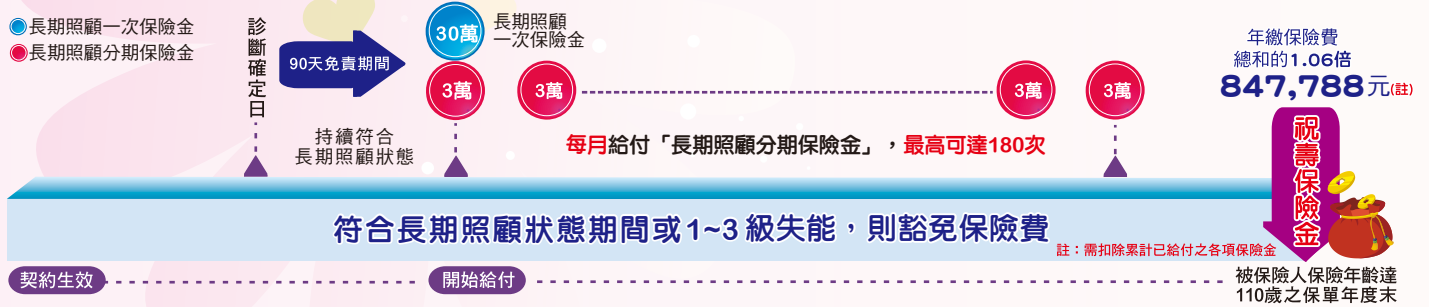 長期照顧一次保險金
長期照顧分期保險金
診斷確定日
90天免責期間
持續符合
長期照顧狀態
30萬
長期照顧
一次保險金
3萬
3萬
3萬
3萬
每月給付「長期照顧分期保險金」，最高可達180次
年繳保險費
總和的1.06倍
847,788元(註)
祝壽保險金
符合長期照顧狀態期間或1~3級失能，則豁免保險費
註：需扣除累計已給付之各項保險金
契約生效
開始給付
被保險人保險年齡達
110歲之保單年度末